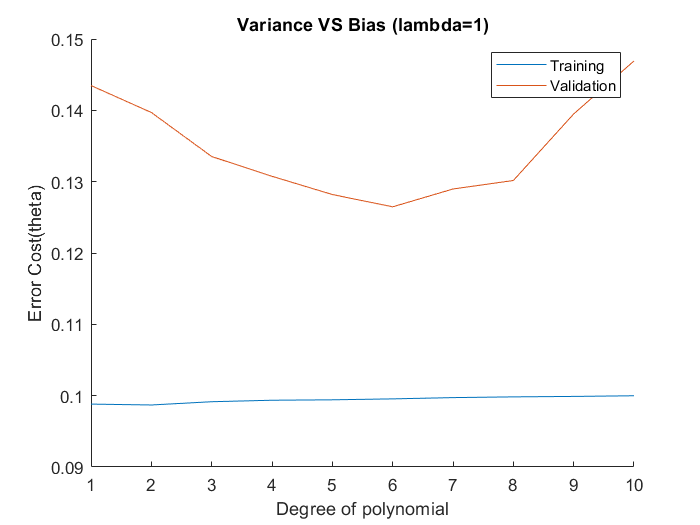 Variance VS Bias (lambda=1)
0.15
0.14
0.13
0.12
0.11
0.1
0.09
Error Cost(theta)
Training
Validation
1 2 3 4 5 6 7 8 9 10
Degree of polynomial